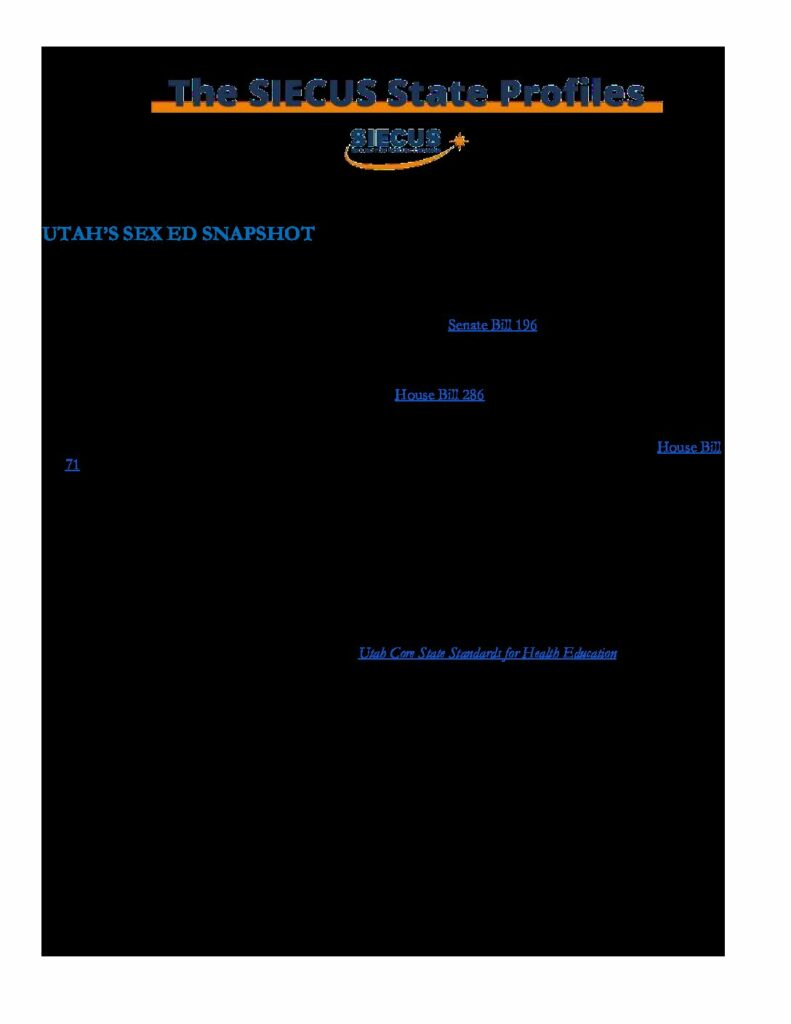 The SIECUS State Profiles
SIECUS
UTAH'S SEX ED SNAPSHOT
Senate Bill 196
House Bill 286
House Bill
71
Utah Core State Standards for Health Education